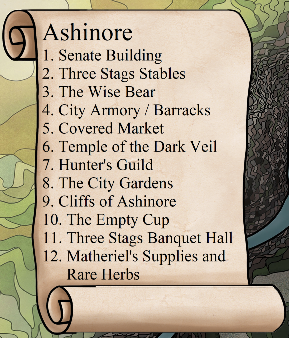 Ashinore
1. Senate Building
2. Three Stags Stables
3. The Wise Bear
4. City Armory / Barracks
5. Covered Market
6. Temple of the Dark Veil
7. Hunter's Guild
8. The City Gardens
9. Cliffs of Ashinore
10. The Empty Cup
11. Three Stags Banquet Hall
12. Matheriel's Supplies and
Rare Herbs